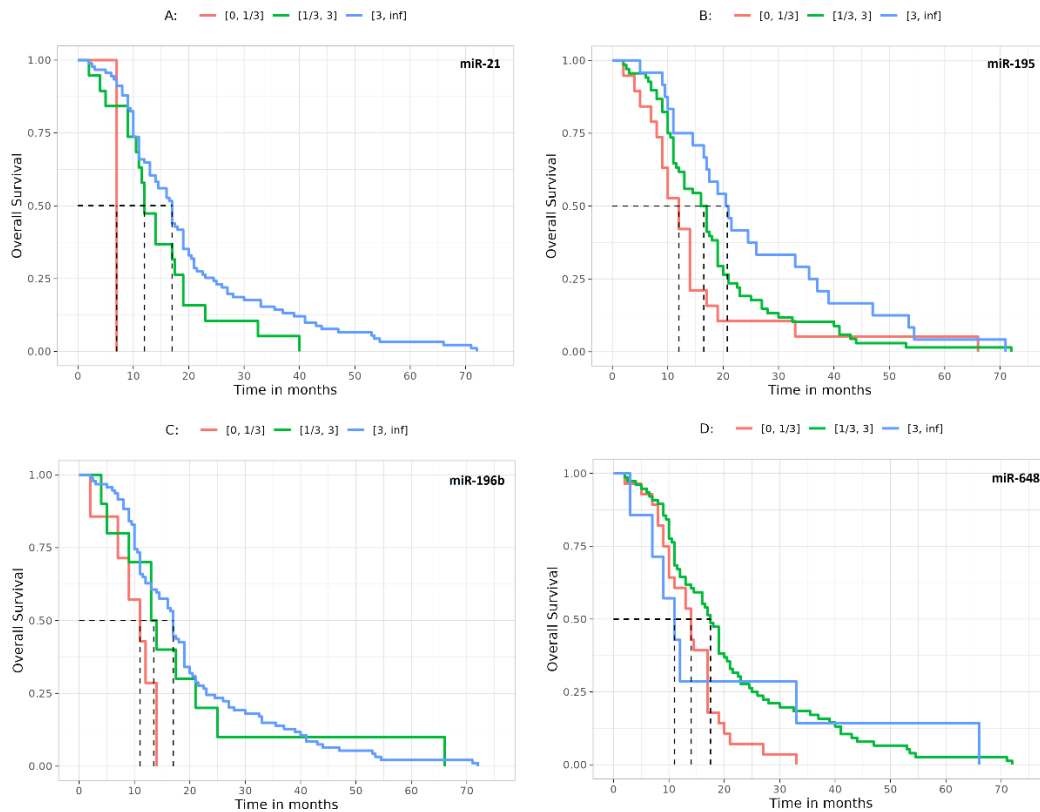 A: [0, 1/3] [1/3, 3] [3, inf]
miR-21
Overall Survival
1.00
0.75
0.50
0.25
0.00
0 10 20 30 40 50 60 70
Time in months
B: [0, 1/3] [1/3, 3] [3, inf]
miR-195
Overall Survival
1.00
0.75
0.50
0.25
0.00
0 10 20 30 40 50 60 70
Time in months
C: [0, 1/3] [1/3, 3] [3, inf]
miR-196b
Overall Survival
1.00
0.75
0.50
0.25
0.00
0 10 20 30 40 50 60 70
Time in months
D: [0, 1/3] [1/3, 3] [3, inf]
miR-648
Overall Survival
1.00
0.75
0.50
0.25
0.00
0 10 20 30 40 50 60 70
Time in months